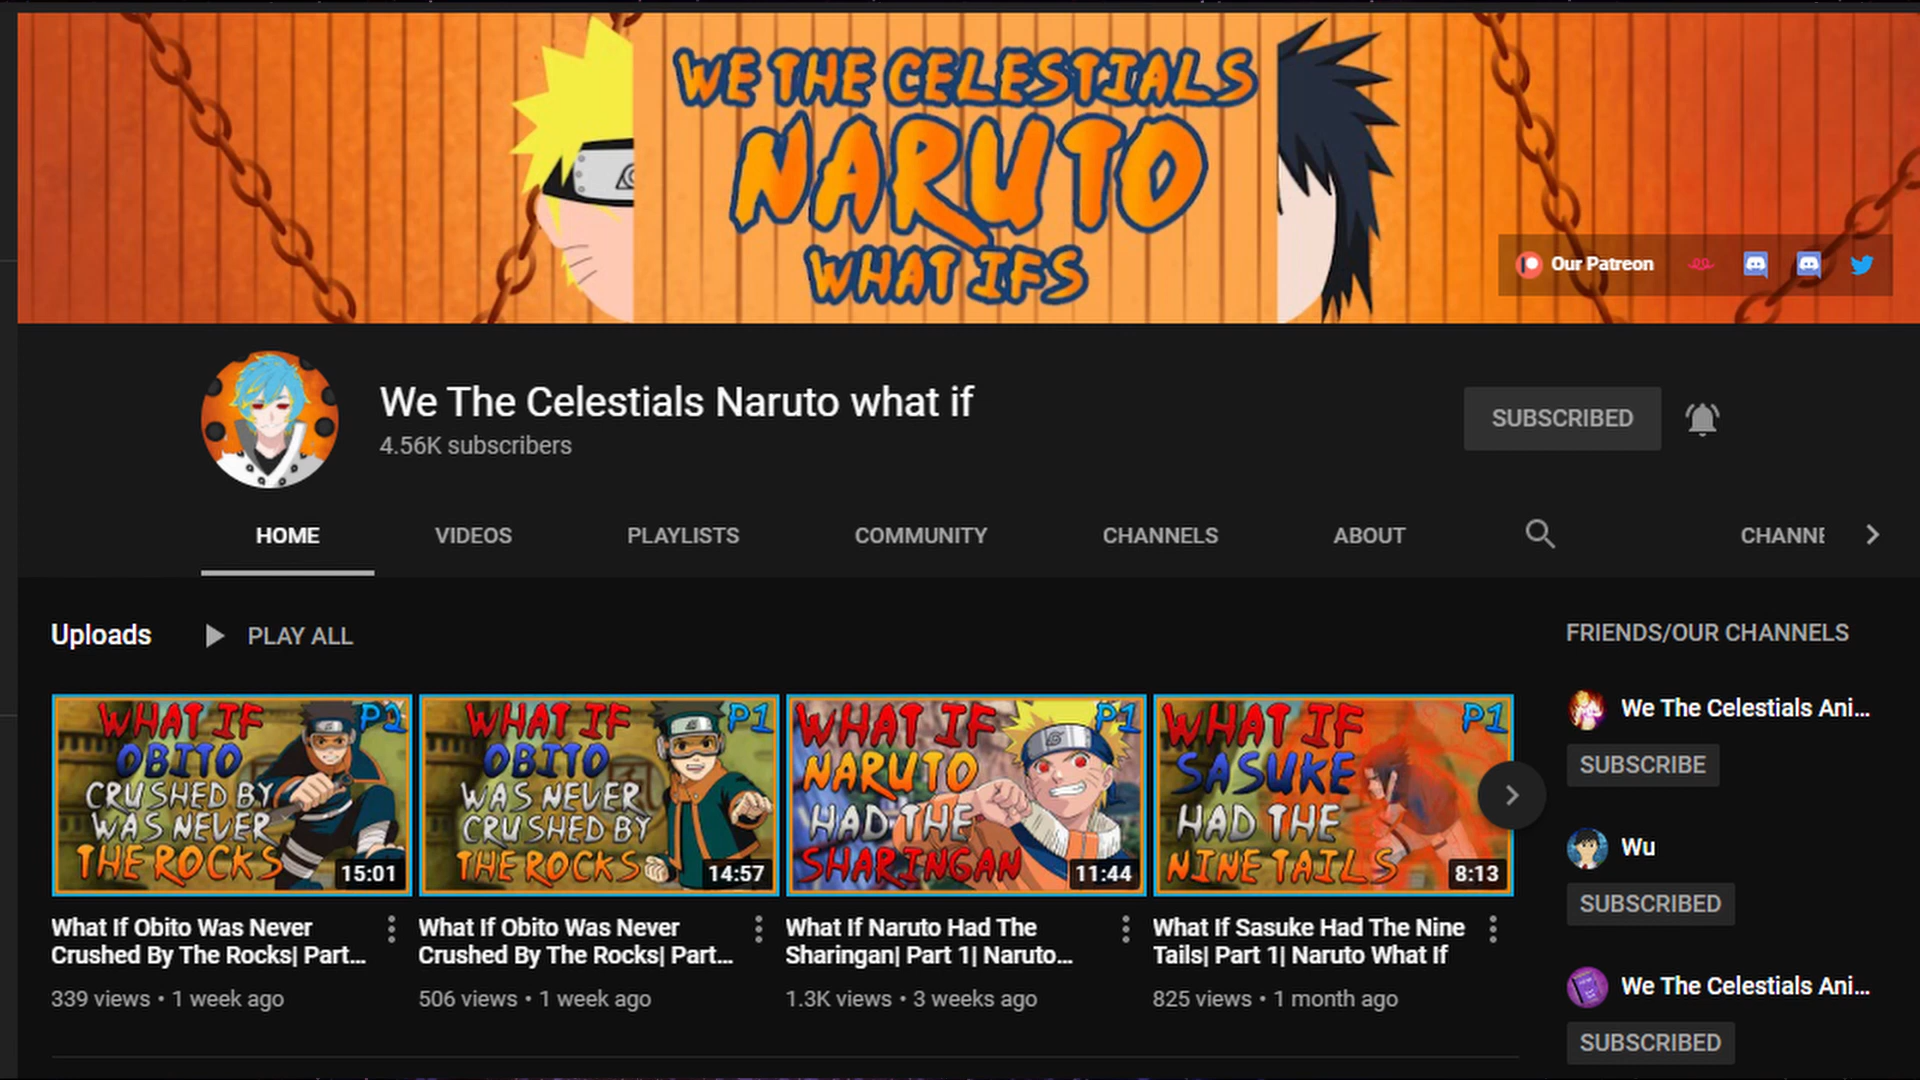 WE THE CELESTIALS
NARUTO
WHAT IFS
Our Patreon
We The Celestials Naruto what if
4.56K subscribers
SUBSCRIBED
HOME
VIDEOS
PLAYLISTS
COMMUNITY
CHANNELS
ABOUT
CHANNE
Uploads
PLAY ALL
WHAT IF
OBITO
CRUSHED BY
WAS NEVER
THE ROCKS
15:01
What If Obito Was Never
Crushed By The Rocks| Part...
339 views • 1 week ago
WHAT IF P1
OBITO
WAS NEVER
CRUSHED BY
THE ROCKS
14:57
What If Obito Was Never
Crushed By The Rocks| Part...
506 views • 1 week ago
WHAT IF P1
NARUTO
HAD THE
SHARINGAN
11:44
What If Naruto Had The
Sharingan| Part 1| Naruto...
1.3K views • 3 weeks ago
WHAT IF P1
SASUKE
HAD THE
NINE TAILS
8:13
What If Sasuke Had The Nine
Tails| Part 1| Naruto What If
825 views • 1 month ago
FRIENDS/OUR CHANNELS
We The Celestials Ani...
SUBSCRIBE
Wu
SUBSCRIBED
We The Celestials Ani...
SUBSCRIBED